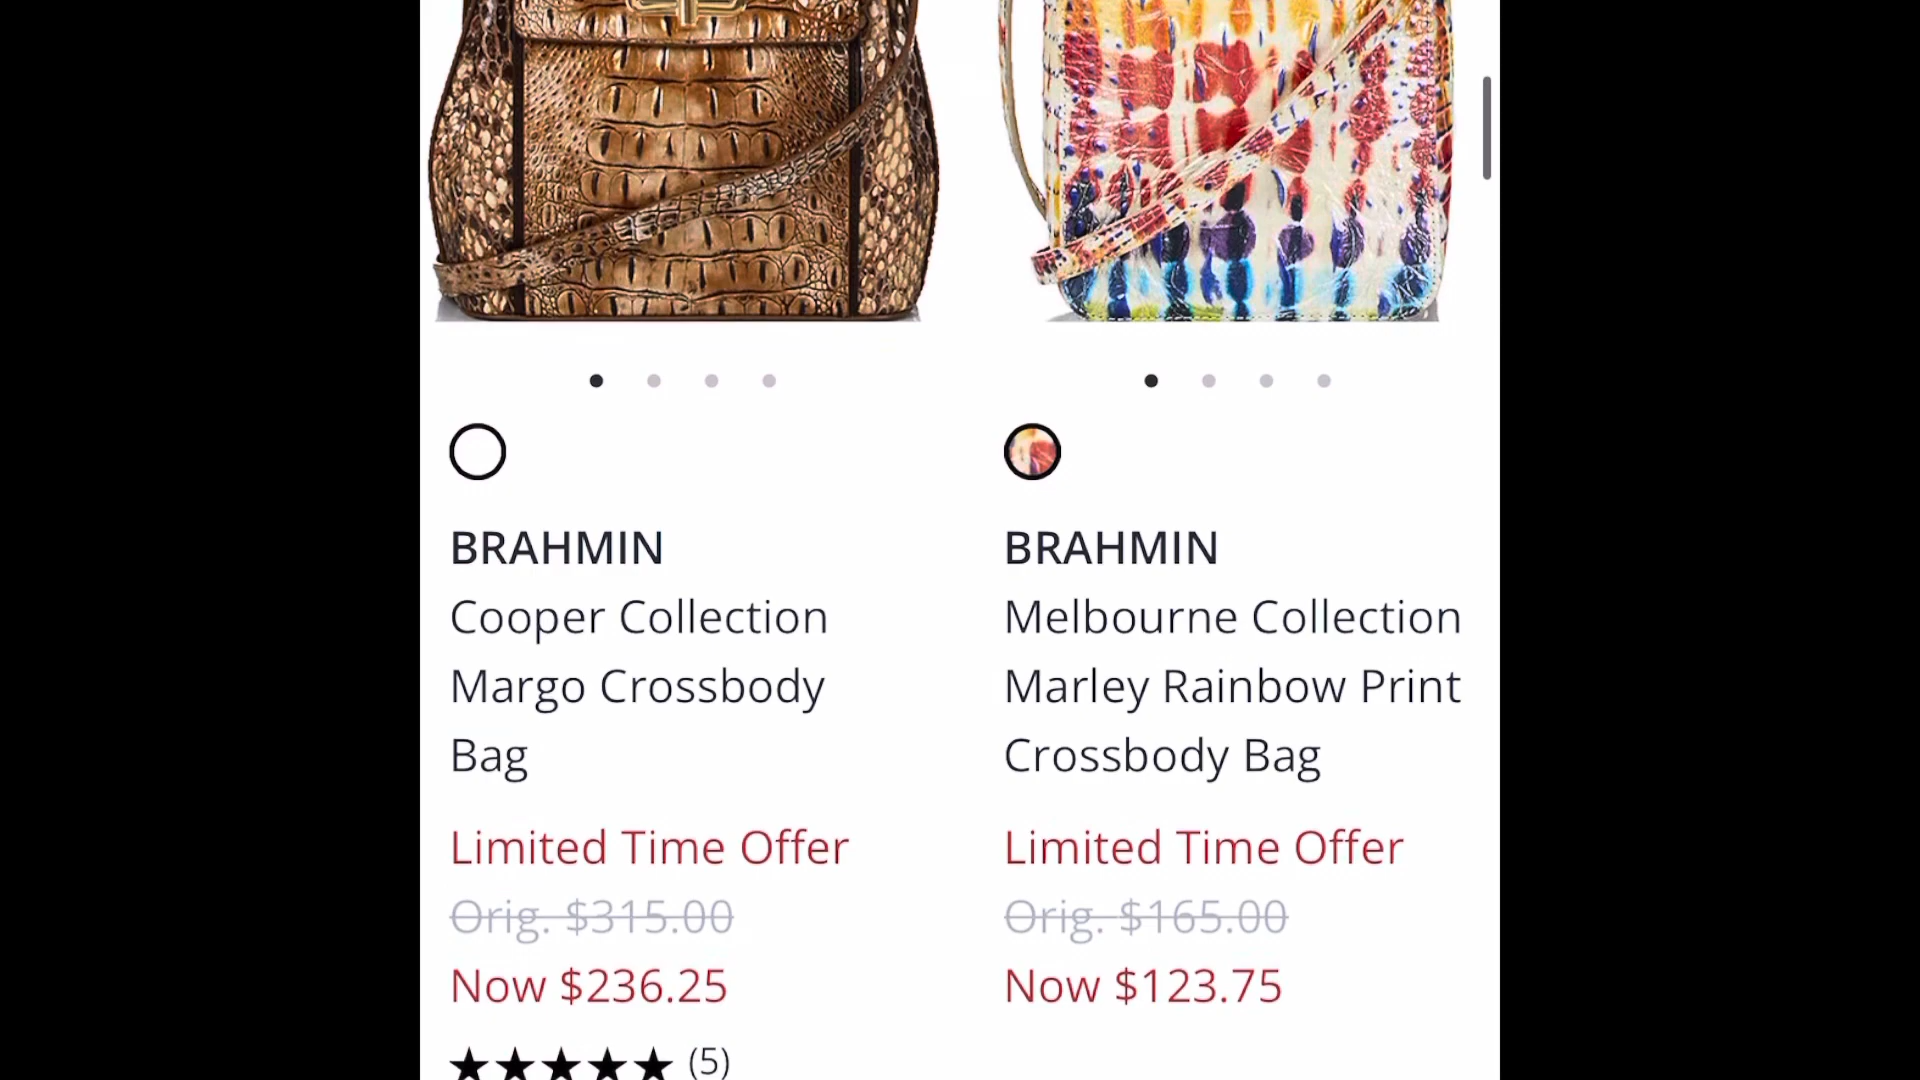 BRAHMIN
Cooper Collection
Margo Crossbody
Bag
Limited Time Offer
Orig. $315.00
Now $236.25
(5)
BRAHMIN
Melbourne Collection
Marley Rainbow Print
Crossbody Bag
Limited Time Offer
Orig. $165.00
Now $123.75